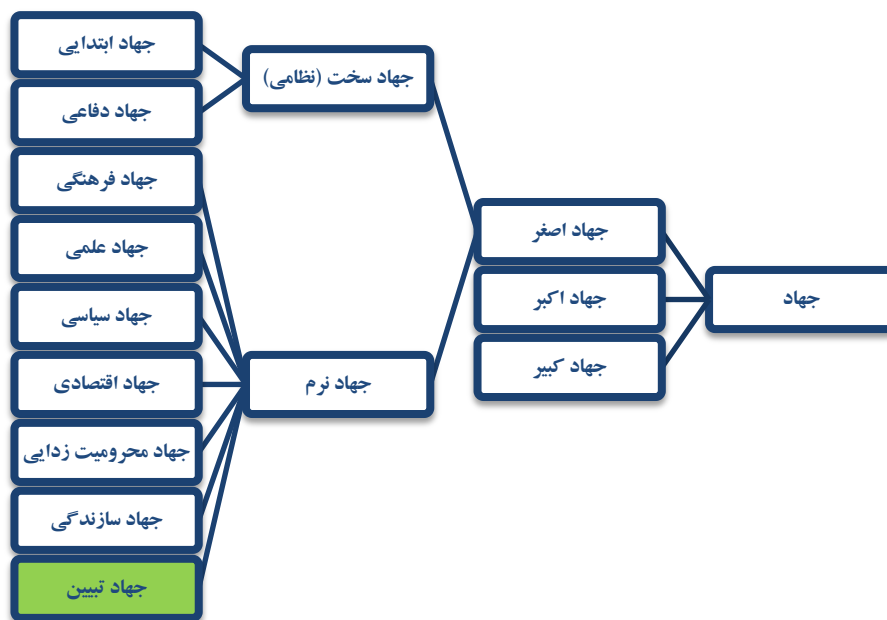 جهاد
جهاد اصغر
جهاد اکبر
جهاد کبیر
جهاد سخت (نظامی)
جهاد نرم
جهاد ابتدایی
جهاد دفاعی
جهاد فرهنگی
جهاد علمی
جهاد سیاسی
جهاد اقتصادی
جهاد محرومیت زدایی
جهاد سازندگی
جهاد تبیین